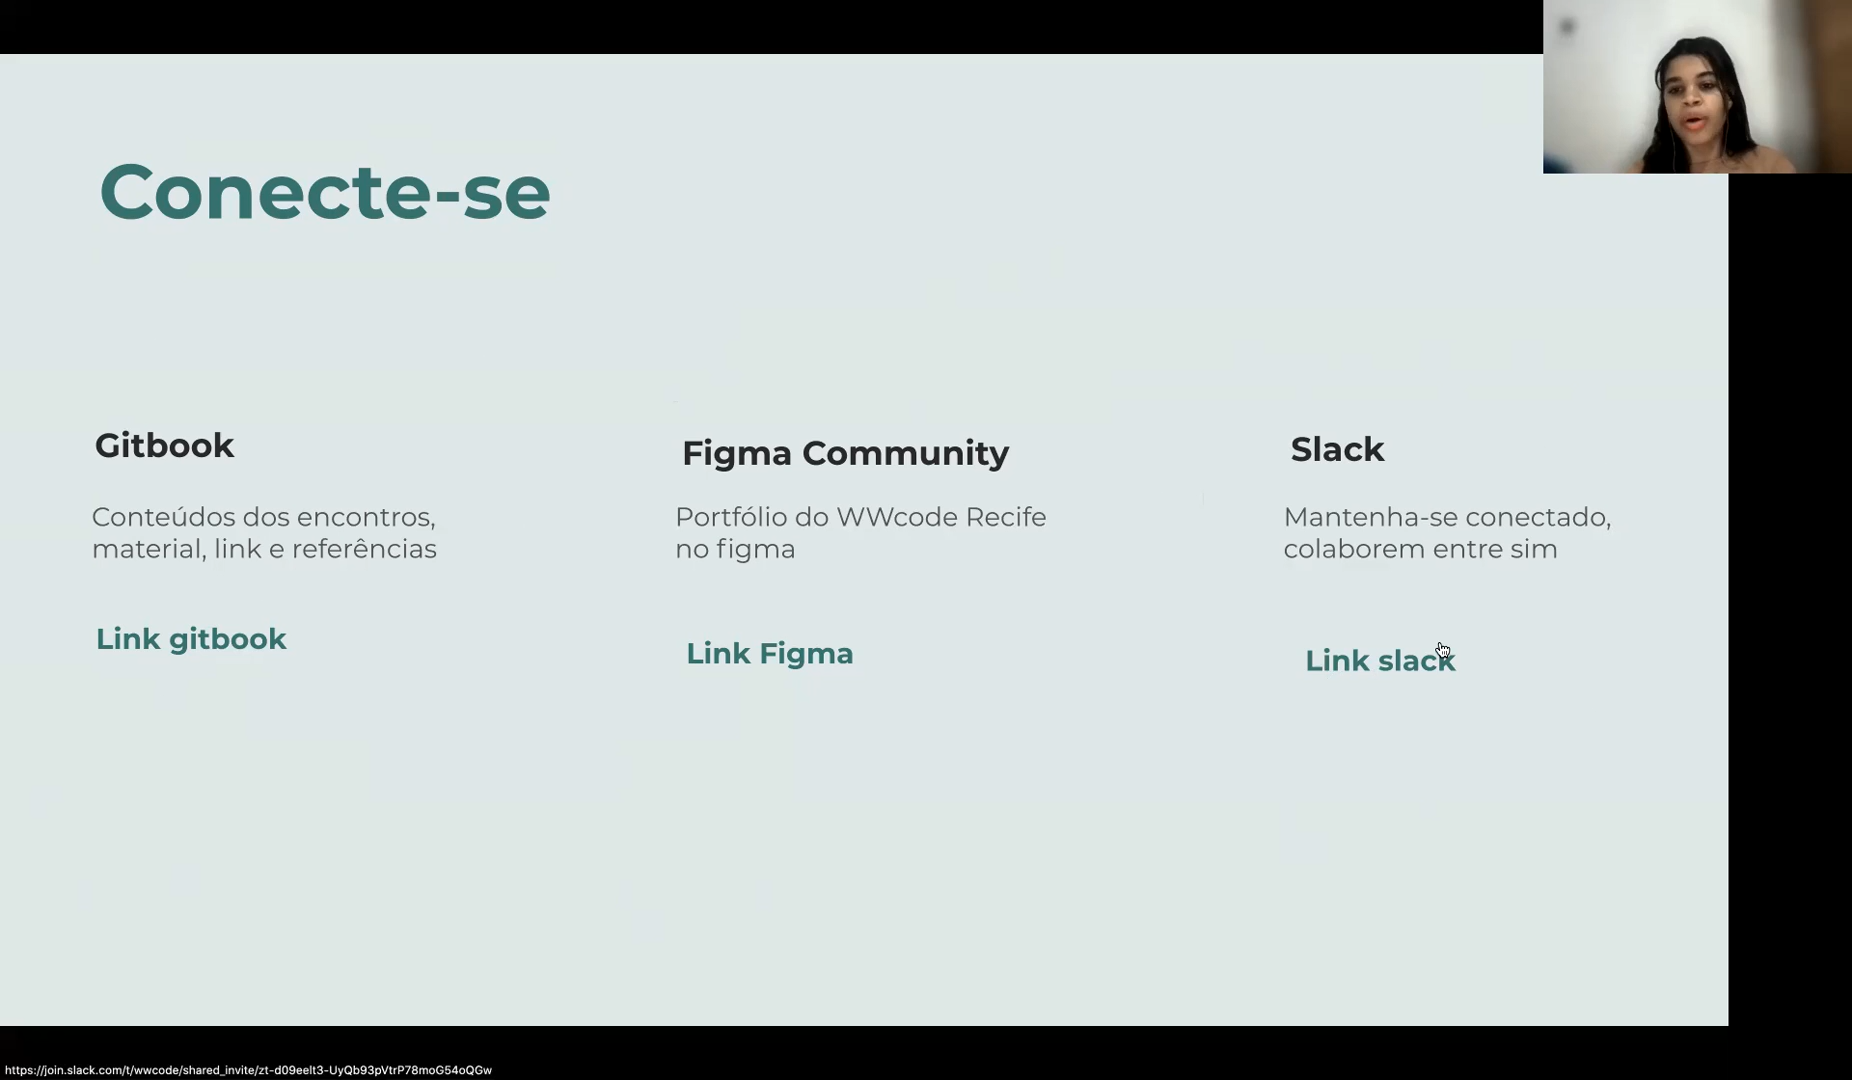 Conecte-se
Gitbook
Conteúdos dos encontros,
material, link e referências
Link gitbook
Figma Community
Portfólio do WWcode Recife
no figma
Link Figma
Slack
Mantenha-se conectado,
colaborem entre sim
Link slack
https://join.slack.com/t/wwcode/shared_invite/zt-d09eelt3-UyQb93pVtrP78moG54oQGw